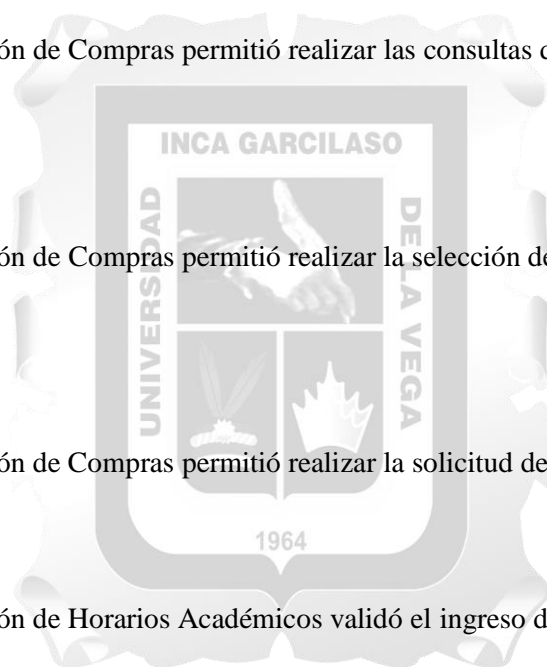 ón de Compras permitió realizar las consultas d
INCA GARCILASO
UNIVERSIDAD
DE LA VEGA
ón de Compras permitió realizar la selección de
ón de Compras permitió realizar la solicitud de
1964
ón de Horarios Académicos validó el ingreso d